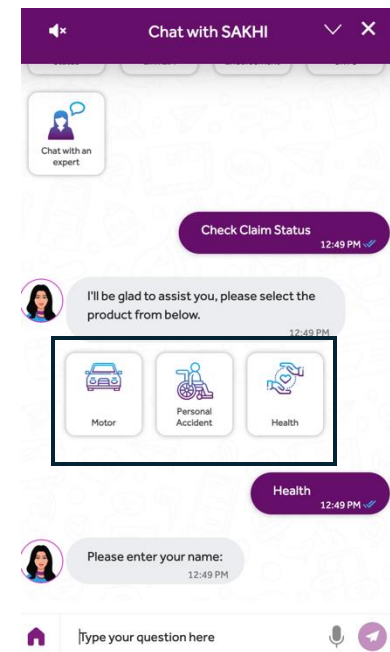 Chat with SAKHI
Chat with an
expert
Check Claim Status
12:49 PM
I'll be glad to assist you, please select the
product from below.
12:49 PM
Motor
Personal
Accident
Health
Health
12:49 PM
Please enter your name:
12:49 PM
Type your question here